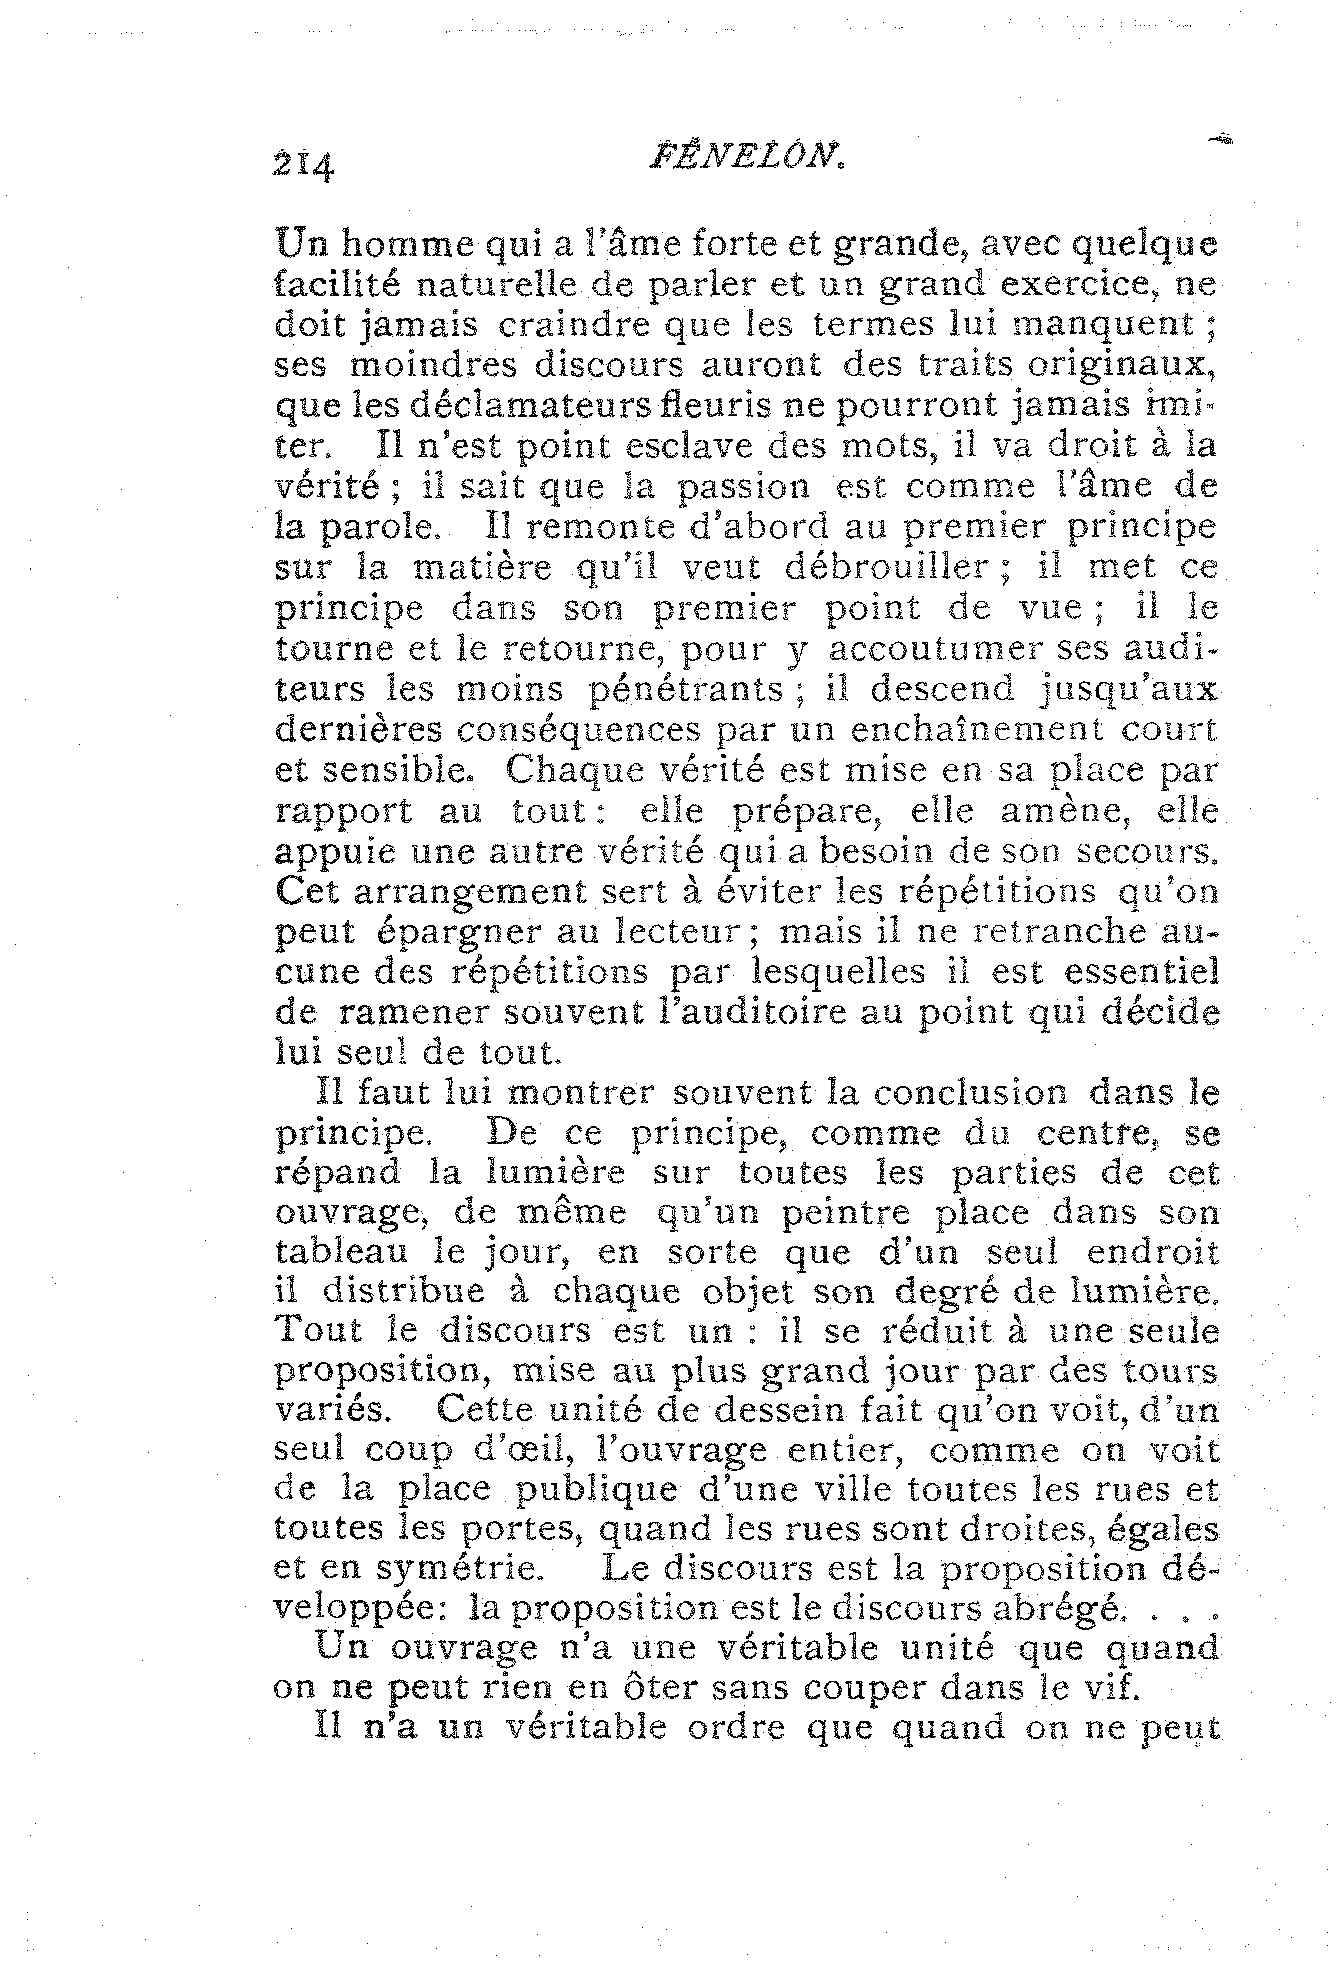 214 FÊNELON.
Un homme qui a l'âme forte et grande, avec quelque
facilité naturelle de parler et un grand exercice, ne
doit jamais craindre que les termes lui manquent ;
ses moindres discours auront des traits originaux,
que les déclamateurs fleuris ne pourront jamais imi-
ter. Il n'est point esclave des mots, il va droit à la
vérité ; il sait que la passion est comme l'âme de
la parole. Il remonte d'abord au premier principe
sur la matière qu'il veut débrouiller ; il met ce
principe dans son premier point de vue ; il le
tourne et le retourne, pour y accoutumer ses audi-
teurs les moins pénétrants ; il descend jusqu'aux
dernières conséquences par un enchaînement court
et sensible. Chaque vérité est mise en sa place par
rapport au tout : elle prépare, elle amène, elle
appuie une autre vérité qui a besoin de son secours.
Cet arrangement sert à éviter les répétitions qu'on
peut épargner au lecteur ; mais il ne retranche au-
cune des répétitions par lesquelles il est essentiel
de ramener souvent l'auditoire au point qui décide
lui seul de tout.
Il faut lui montrer souvent la conclusion dans le
principe. De ce principe, comme du centre, se
répand la lumière sur toutes les parties de cet
ouvrage, de même qu'un peintre place dans son
tableau le jour, en sorte que d'un seul endroit
il distribue à chaque objet son degré de lumière.
Tout le discours est un : il se réduit à une seule
proposition, mise au plus grand jour par des tours
variés. Cette unité de dessein fait qu'on voit, d'un
seul coup d'œil, l'ouvrage entier, comme on voit
de la place publique d'une ville toutes les rues et
toutes les portes, quand les rues sont droites, égales
et en symétrie. Le discours est la proposition dé-
veloppée: la proposition est le discours abrégé. . . .
Un ouvrage n'a une véritable unité que quand
on ne peut rien en ôter sans couper dans le vif.
Il n'a un véritable ordre que quand on ne peut